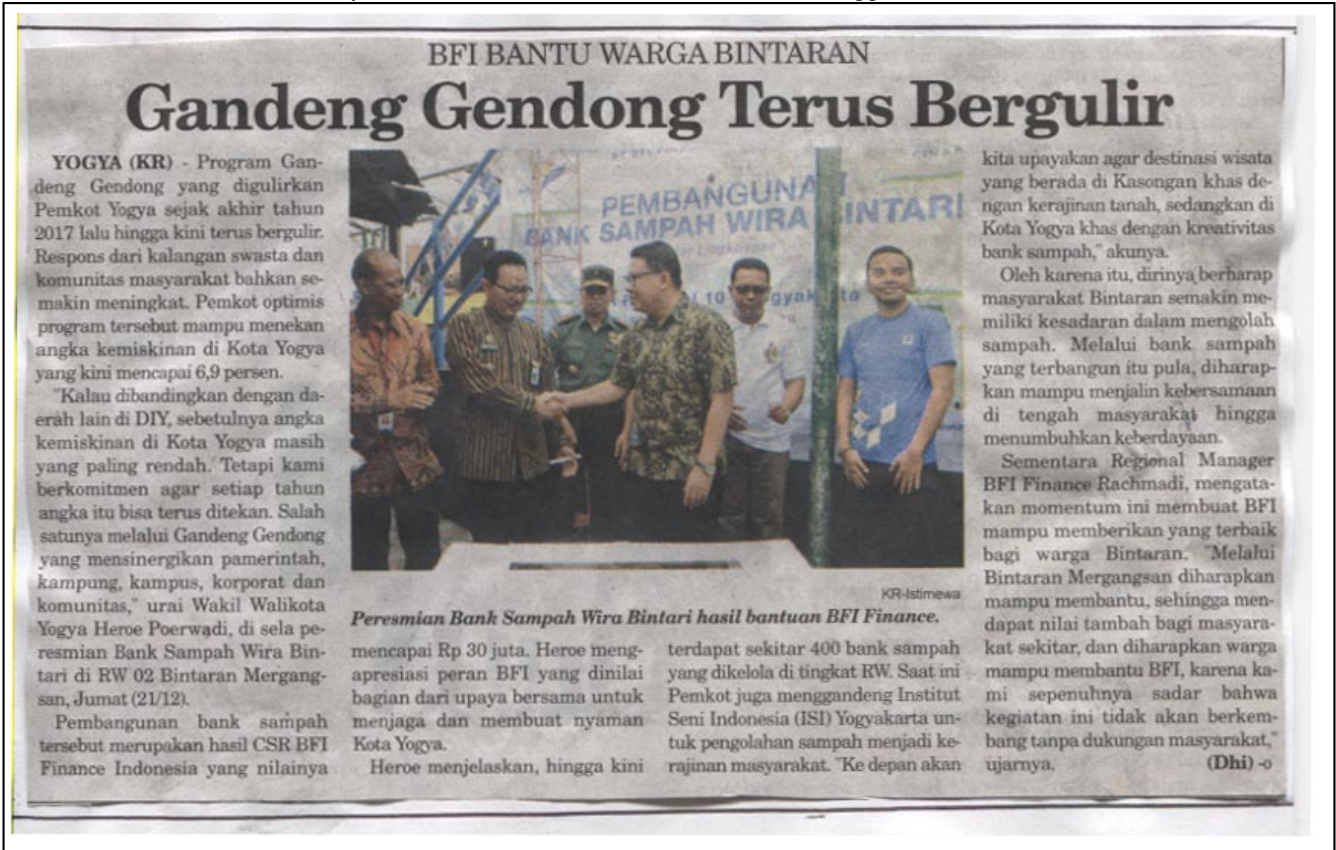 BFI BANTU WARGA BINTARAN
Gandeng Gendong Terus Bergulir
YOGYA (KR) - Program Gan-
deng Gendong yang digulirkan
Pemkot Yogya sejak akhir tahun
2017 lalu hingga kini terus bergulir.
Respons dari kalangan swasta dan
komunitas masyarakat bahkan se-
makin meningkat. Pemkot optimis
program tersebut mampu menekan
angka kemiskinan di Kota Yogya
yang kini mencapai 6,9 persen.
"Kalau dibandingkan dengan da-
erah lain di DIY, sebetulnya angka
kemiskinan di Kota Yogya masih
yang paling rendah. Tetapi kami
berkomitmen agar setiap tahun
angka itu bisa terus ditekan. Salah
satunya melalui Gandeng Gendong
yang mensinergikan pamerintah,
kampung, kampus, korporat dan
komunitas," urai Wakil Walikota
Yogya Heroe Poerwadi, di sela pe-
resmian Bank Sampah Wira Bin-
tari di RW 02 Bintaran Mergang-
san, Jumat (21/12).
Pembangunan bank sampah
tersebut merupakan hasil CSR BFI
Finance Indonesia yang nilainya
PEMBANGUNAN
BANK SAMPAH WIRA BINTARI
KR-Istimewa
Peresmian Bank Sampah Wira Bintari hasil bantuan BFI Finance.
mencapai Rp 30 juta. Heroe meng-
apresiasi peran BFI yang dinilai
bagian dari upaya bersama untuk
menjaga dan membuat nyaman
Kota Yogya.
Heroe menjelaskan, hingga kini
terdapat sekitar 400 bank sampah
yang dikelola di tingkat RW. Saat ini
Pemkot juga menggandeng Institut
Seni Indonesia (ISI) Yogyakarta un-
tuk pengolahan sampah menjadi ke-
rajinan masyarakat. "Ke depan akan
kita upayakan agar destinasi wisata
yang berada di Kasongan khas de-
ngan kerajinan tanah, sedangkan di
Kota Yogya khas dengan kreativitas
bank sampah," akunya.
Oleh karena itu, dirinya berharap
masyarakat Bintaran semakin me-
miliki kesadaran dalam mengolah
sampah. Melalui bank sampah
yang terbangun itu pula, diharap-
kan mampu menjalin kebersamaan
di tengah masyarakat hingga
menumbuhkan keberdayaan.
Sementara Regional Manager
BFI Finance Rachmadi, mengata-
kan momentum ini membuat BFI
mampu memberikan yang terbaik
bagi warga Bintaran. "Melalui
Bintaran Mergangsan diharapkan
mampu membantu, sehingga men-
dapat nilai tambah bagi masyara-
kat sekitar, dan diharapkan warga
mampu membantu BFI, karena ka-
mi sepenuhnya sadar bahwa
kegiatan ini tidak akan berkem-
bang tanpa dukungan masyarakat,"
ujarnya. (Dhi) -o